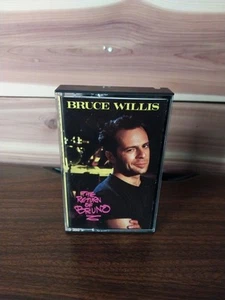 BRUCE WILLIS
THE
RETURN
OF
BRUNO